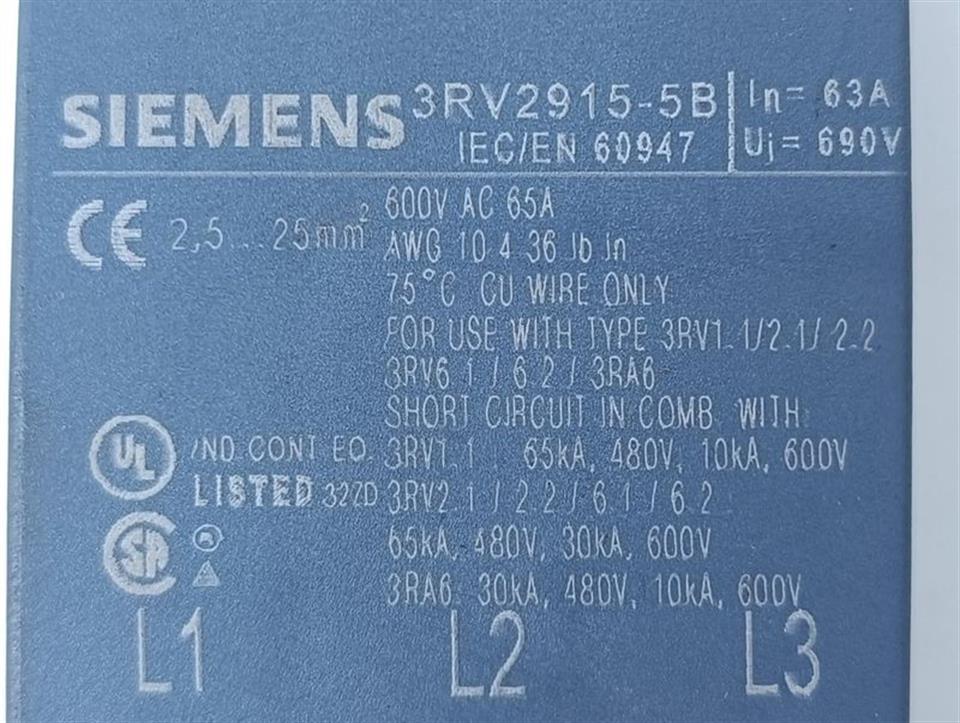 SIEMENS 3RV2915-5B In= 63A
IEC/EN 60947 Ui= 690V
CE 2,5...25mm² 600V AC 65A
AWG 10 4 36 lb in
75°C CU WIRE ONLY
FOR USE WITH TYPE 3RV1.1/2.1/2.2
3RV6.1/6.2/3RA6
SHORT CIRCUIT IN COMB. WITH
UL IND. CONT. EQ. 3RV1.1 65kA, 480V, 10kA, 600V
LISTED 32ZD 3RV2.1/2.2/6.1/6.2
SA 65kA, 480V, 30kA, 600V
3RA6 30kA, 480V, 10kA, 600V
L1 L2 L3